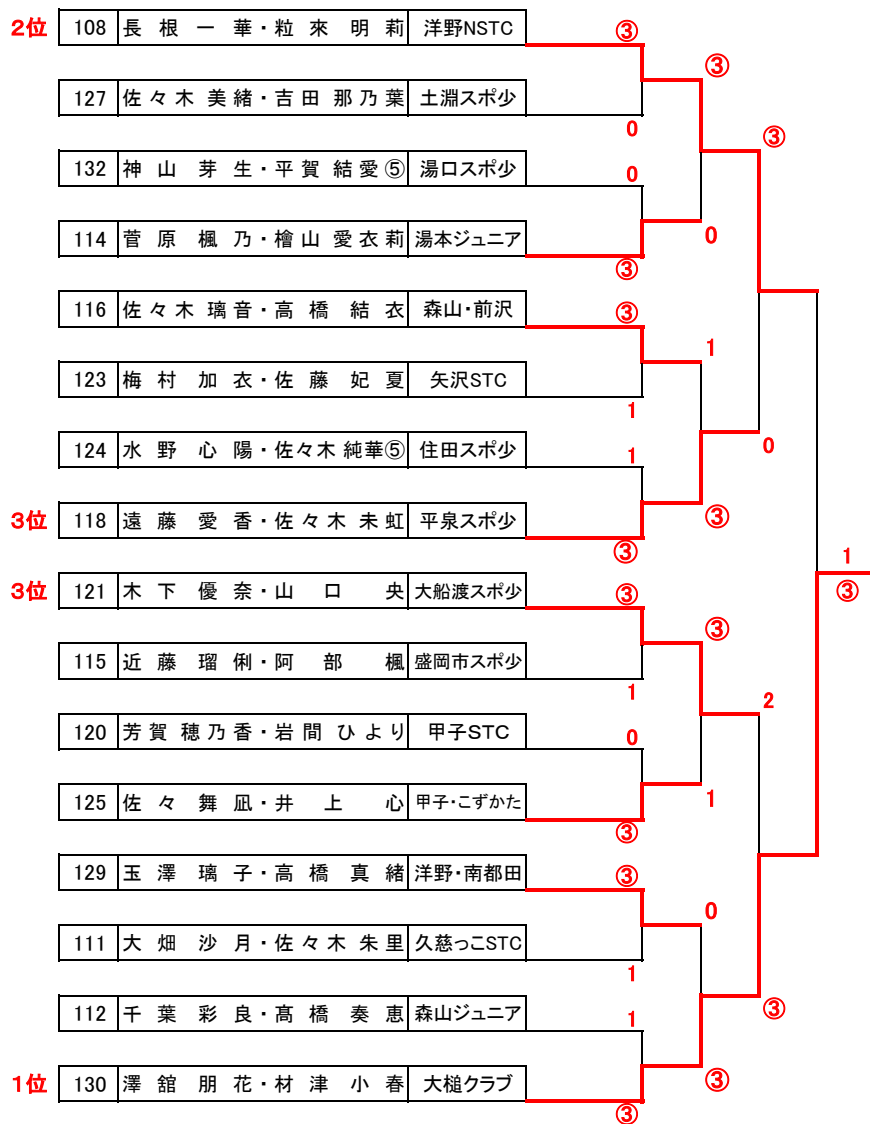 2位 108 長根一華・粒來明莉 洋野NSTC ③
③
127 佐々木美緒・吉田那乃葉 土淵スポ少
0
③
132 神山芽生・平賀結愛⑤ 湯口スポ少 0
114 菅原楓乃・檜山愛衣莉 湯本ジュニア
0
③
116 佐々木璃音・高橋結衣 森山・前沢 ③
1
123 梅村加衣・佐藤妃夏 矢沢STC
1
124 水野心陽・佐々木純華⑤ 住田スポ少 1
0
3位 118 遠藤愛香・佐々木未虹 平泉スポ少
③
③
1
3位 121 木下優奈・山口央 大船渡スポ少 ③
③
③
115 近藤瑠俐・阿部楓 盛岡市スポ少
1
2
120 芳賀穂乃香・岩間ひより 甲子STC 0
125 佐々舞凪・井上心 甲子・こずかた
1
③
129 玉澤璃子・高橋真緒 洋野・南都田 ③
0
111 大畑沙月・佐々木朱里 久慈っこSTC
1
112 千葉彩良・髙橋奏恵 森山ジュニア 1
③
1位 130 澤舘朋花・材津小春 大槌クラブ
③
③